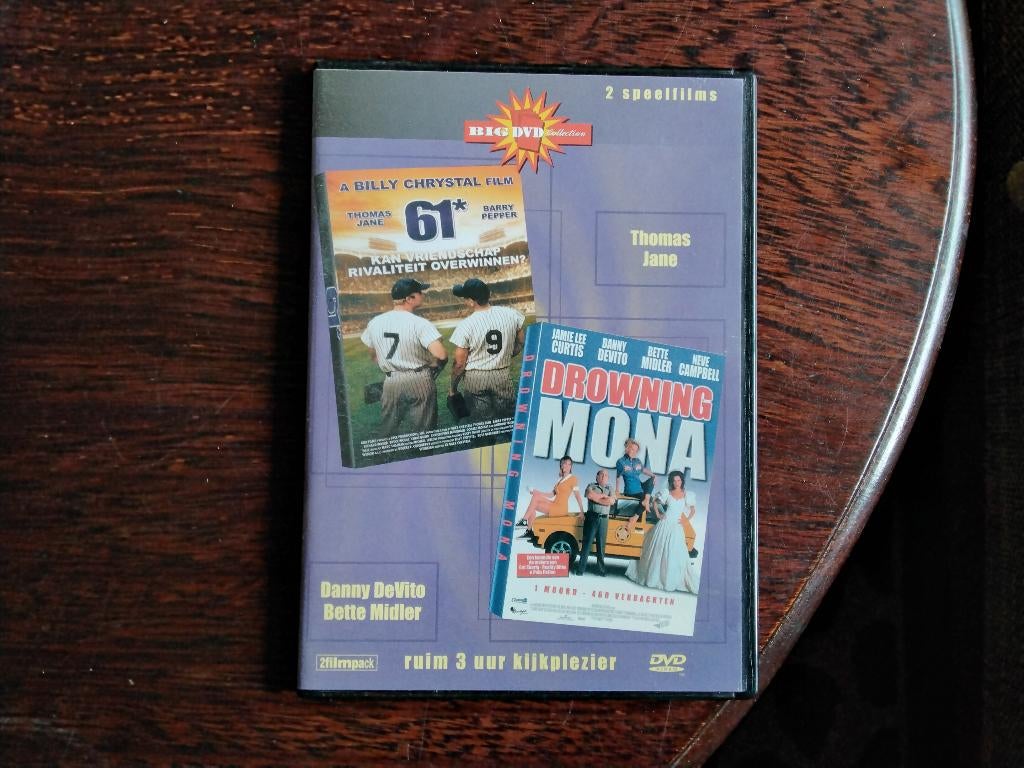 2 speelfilms
BIG DVD Collection
A BILLY CHRYSTAL FILM
THOMAS JANE
61*
BARRY PEPPER
KAN VRIENDSCHAP
RIVALITEIT OVERWINNEN?
7
9
Thomas
Jane
JAMIE LEE CURTIS
DANNY DEVITO
BETTE MIDLER
NEVE CAMPBELL
DROWNING
MONA
DROWNING MONA
1 MOORD - 460 VERDACHTEN
Danny DeVito
Bette Midler
2filmpack
ruim 3 uur kijkplezier
DVD
VIDEO